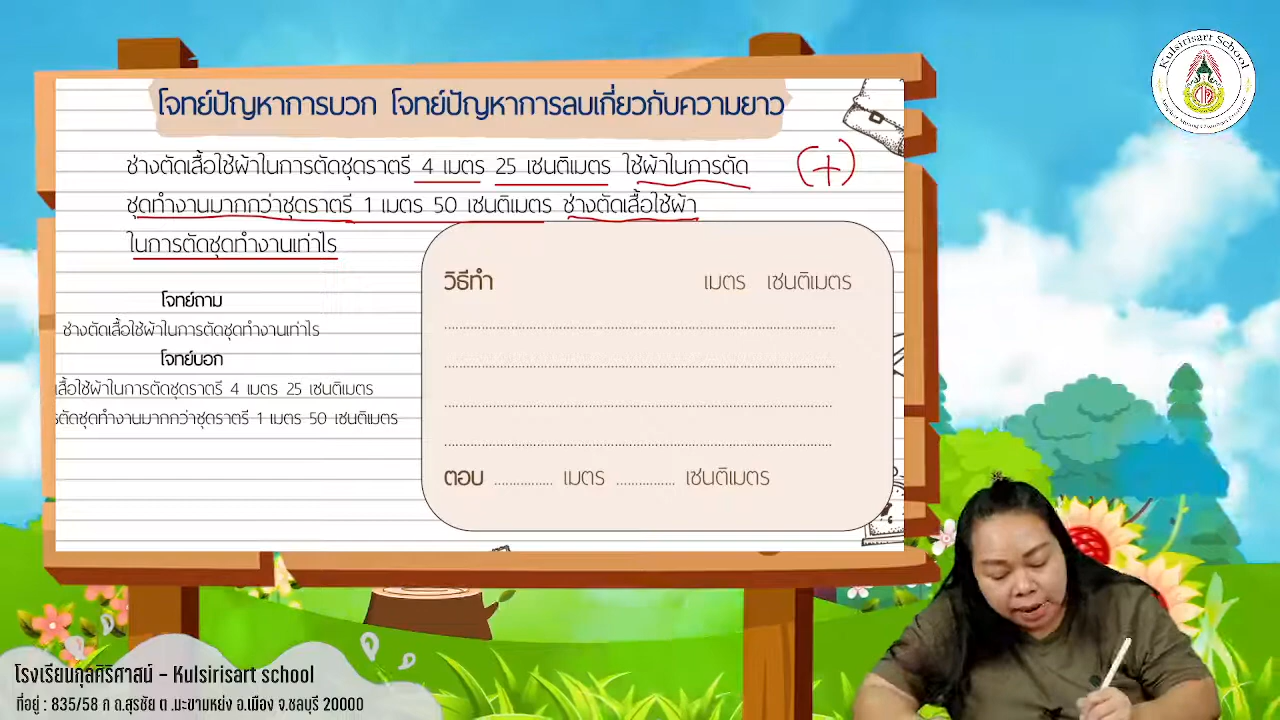 Kulsirisart School
โจทย์ปัญหาการบวก โจทย์ปัญหาการลบเกี่ยวกับความยาว
ช่างตัดเสื้อใช้ผ้าในการตัดชุดราตรี 4 เมตร 25 เซนติเมตร ใช้ผ้าในการตัด
(+)
ชุดทำงานมากกว่าชุดราตรี 1 เมตร 50 เซนติเมตร ช่างตัดเสื้อใช้ผ้า
ในการตัดชุดทำงานเท่าไร
โจทย์ถาม
ช่างตัดเสื้อใช้ผ้าในการตัดชุดทำงานเท่าไร
โจทย์บอก
เสื้อใช้ผ้าในการตัดชุดราตรี 4 เมตร 25 เซนติเมตร
ตัดชุดทำงานมากกว่าชุดราตรี 1 เมตร 50 เซนติเมตร
วิธีทำ เมตร เซนติเมตร
ตอบ ............... เมตร ............... เซนติเมตร
โรงเรียนกุลศิริศาสน์ - Kulsirisart school
ที่อยู่ : 835/58 ก ถ.สุรชัย ต .มะขามหย่ง อ.เมือง จ.ชลบุรี 20000